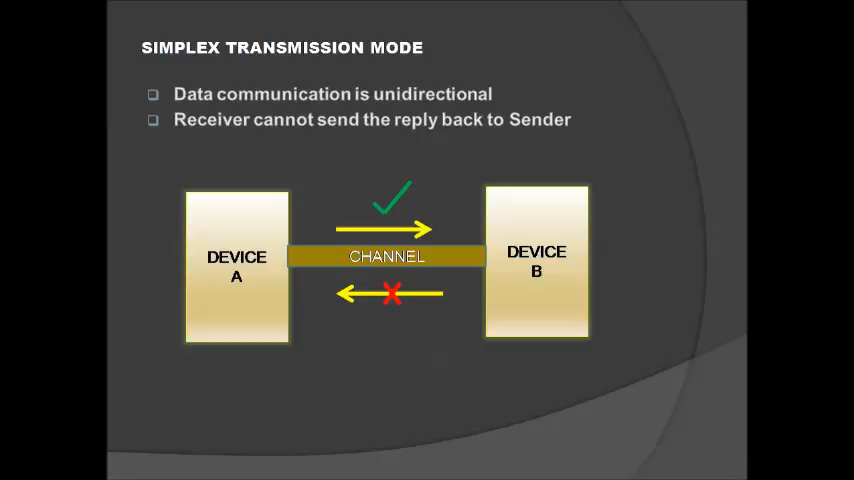 SIMPLEX TRANSMISSION MODE
Data communication is unidirectional
Receiver cannot send the reply back to Sender
DEVICE
A
CHANNEL
DEVICE
B